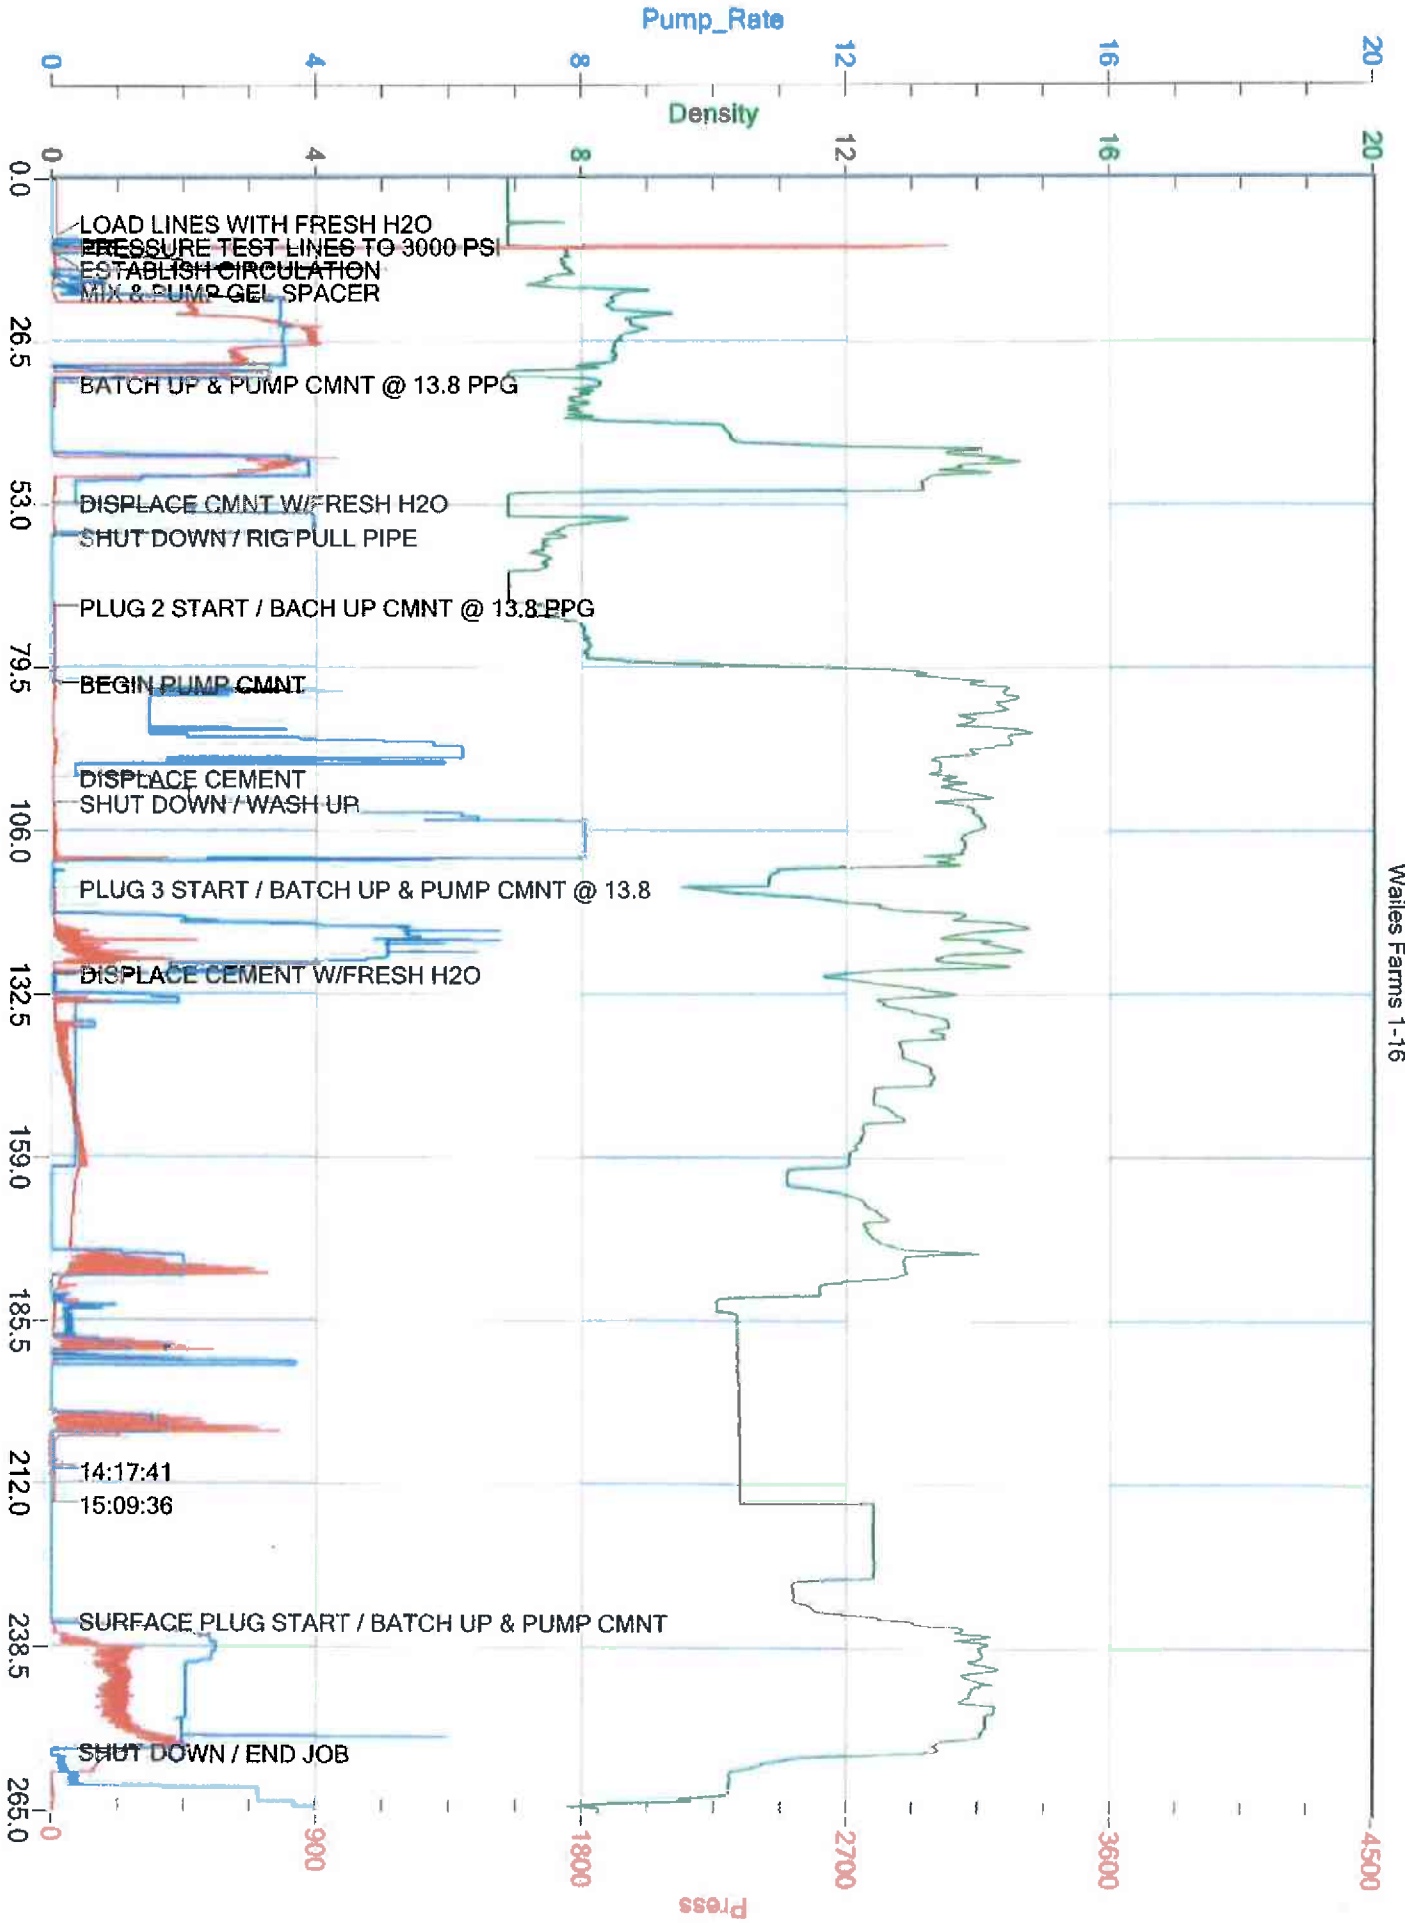 Pump_Rate
0 4 8 12 16 20
Density
0 4 8 12 16 20
0.0
LOAD LINES WITH FRESH H2O
PRESSURE TEST LINES TO 3000 PSI
ESTABLISH CIRCULATION
MIX & PUMP GEL SPACER
26.5
BATCH UP & PUMP CMNT @ 13.8 PPG
53.0
DISPLACE CMNT W/FRESH H2O
SHUT DOWN / RIG PULL PIPE
PLUG 2 START / BACH UP CMNT @ 13.8 PPG
79.5
BEGIN PUMP CMNT
DISPLACE CEMENT
SHUT DOWN / WASH UP
106.0
PLUG 3 START / BATCH UP & PUMP CMNT @ 13.8
DISPLACE CEMENT W/FRESH H2O
132.5
159.0
185.5
14:17:41
212.0
15:09:36
SURFACE PLUG START / BATCH UP & PUMP CMNT
238.5
SHUT DOWN / END JOB
265.0
0 900 1800 2700 3600 4500
Press
Wailes Farms 1-16